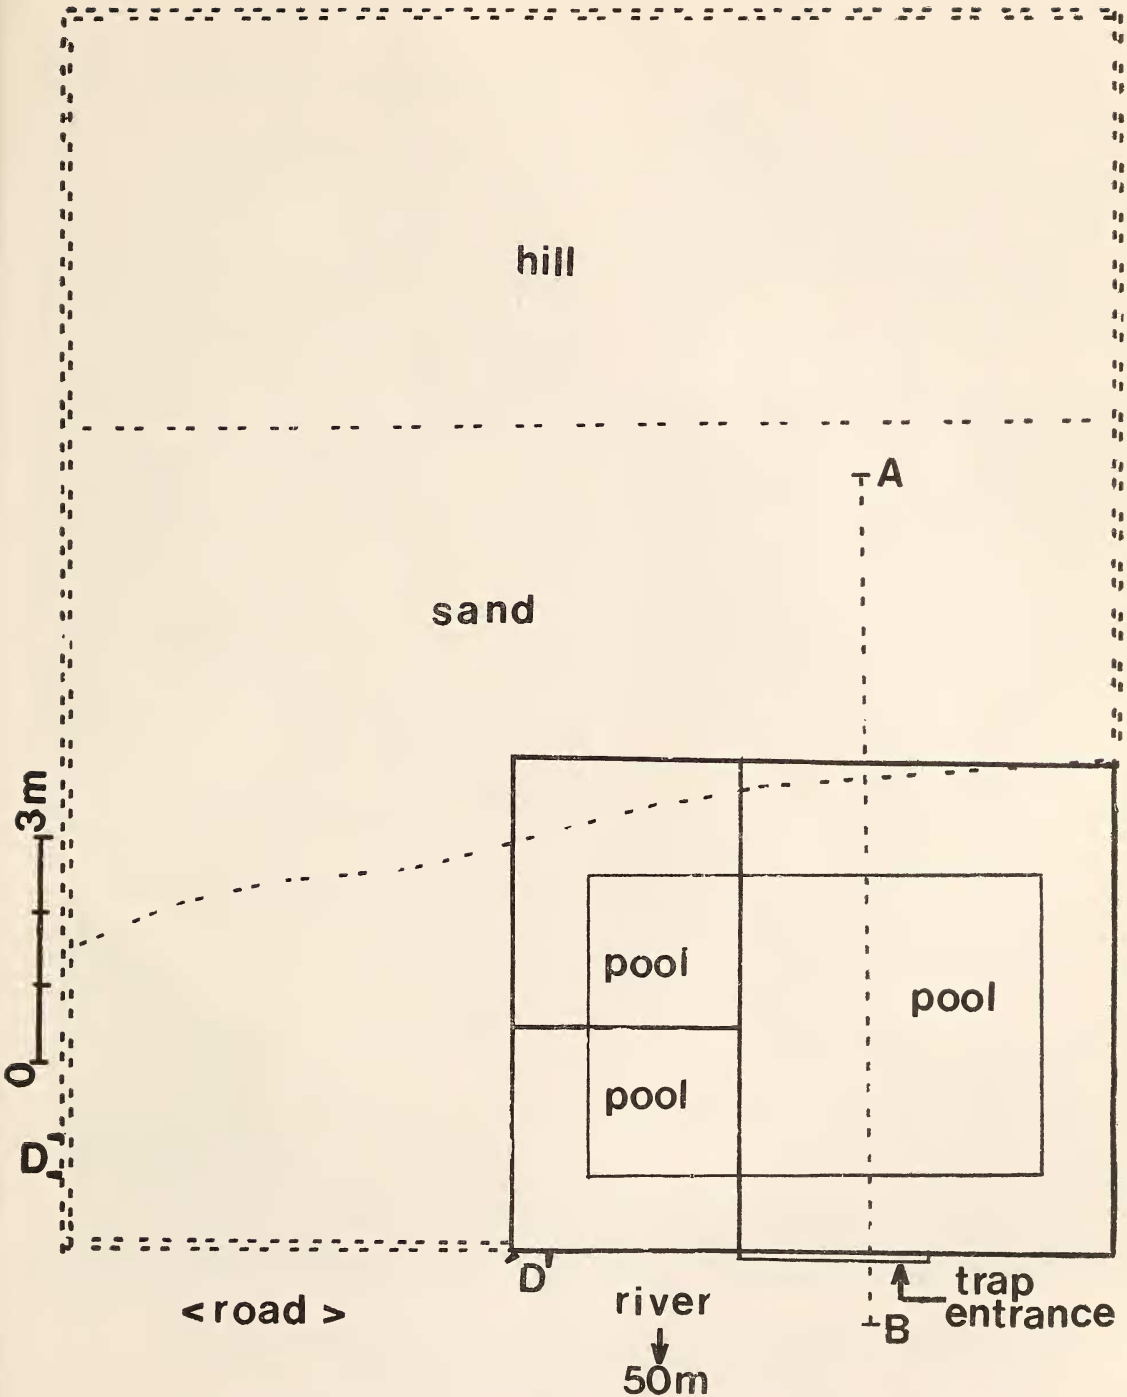 hill
A
sand
3m
0
pool
pool
pool
D
D
<road>
river
50m
trap
entrance
B